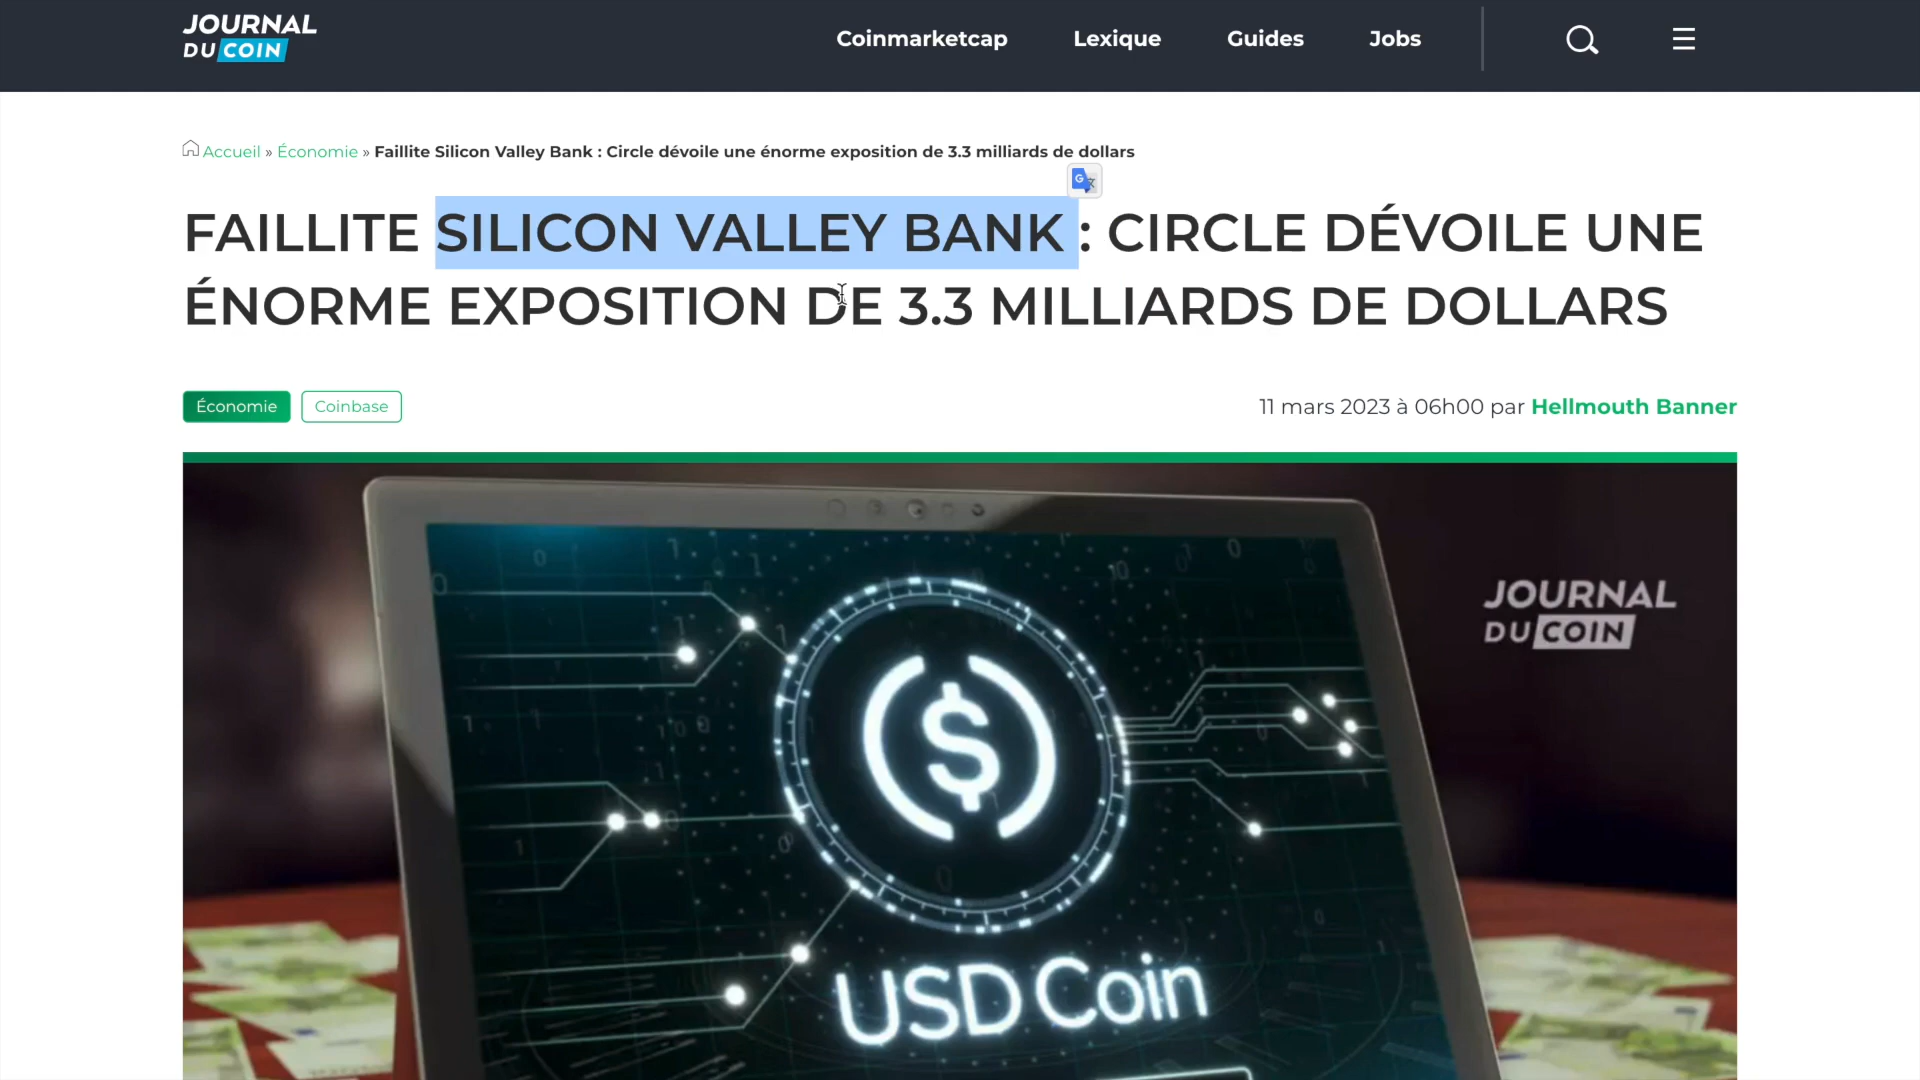 JOURNAL
DU COIN
Coinmarketcap Lexique Guides Jobs
Accueil » Économie » Faillite Silicon Valley Bank : Circle dévoile une énorme exposition de 3.3 milliards de dollars
FAILLITE SILICON VALLEY BANK : CIRCLE DÉVOILE UNE
ÉNORME EXPOSITION DE 3.3 MILLIARDS DE DOLLARS
Économie Coinbase
11 mars 2023 à 06h00 par Hellmouth Banner
JOURNAL
DU COIN
$
USD Coin